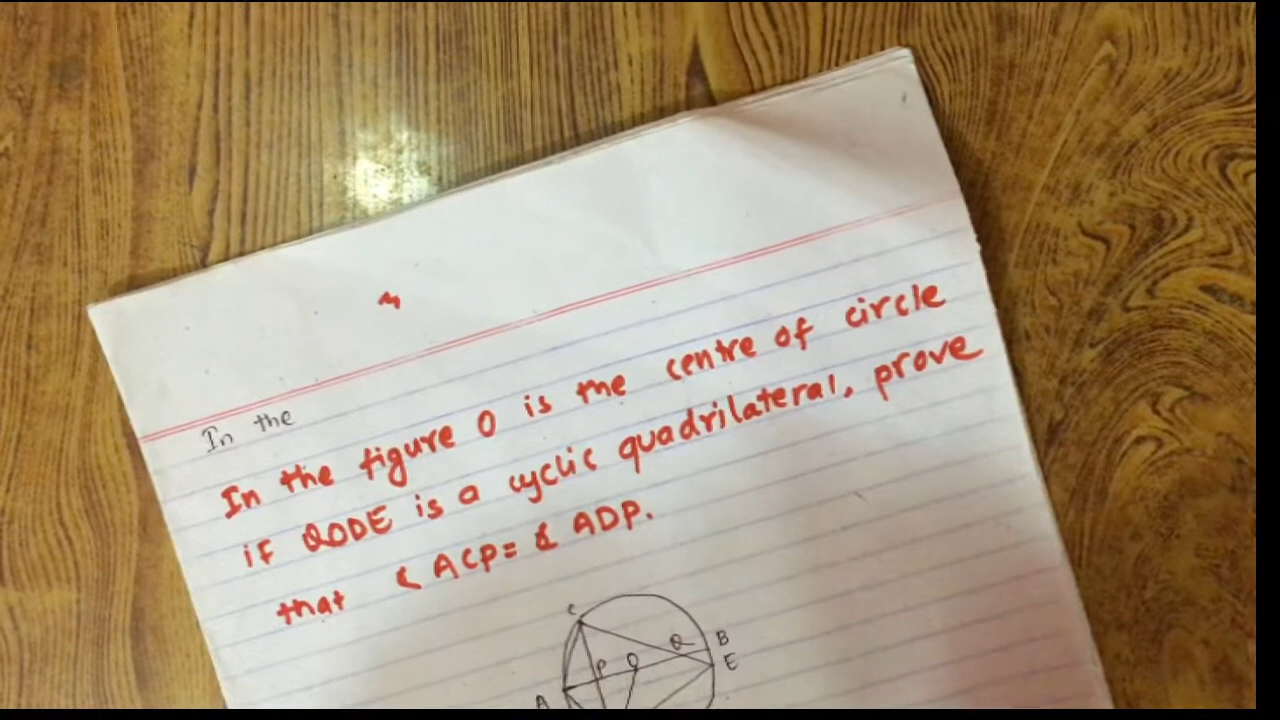 In the
In the figure O is the centre of circle
if QODE is a cyclic quadrilateral, prove
that ∠ ACP = ∠ ADP.
C
Q B
P O E
A